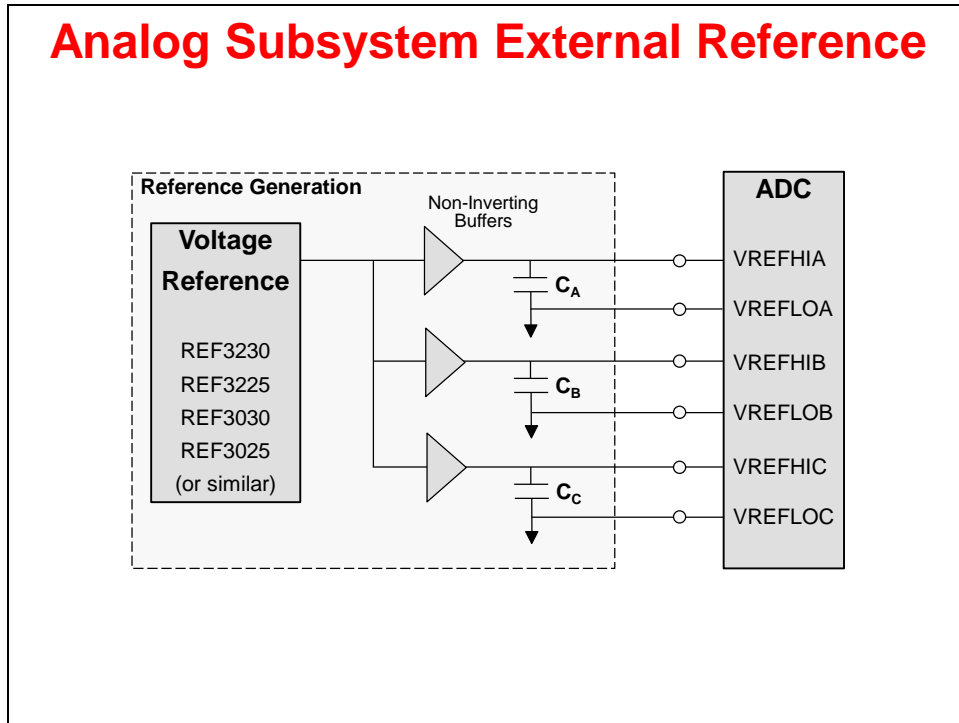 Analog Subsystem External Reference
Reference Generation
Voltage
Reference
REF3230
REF3225
REF3030
REF3025
(or similar)
Non-Inverting
Buffers
CA
CB
CC
ADC
VREFHIA
VREFLOA
VREFHIB
VREFLOB
VREFHIC
VREFLOC